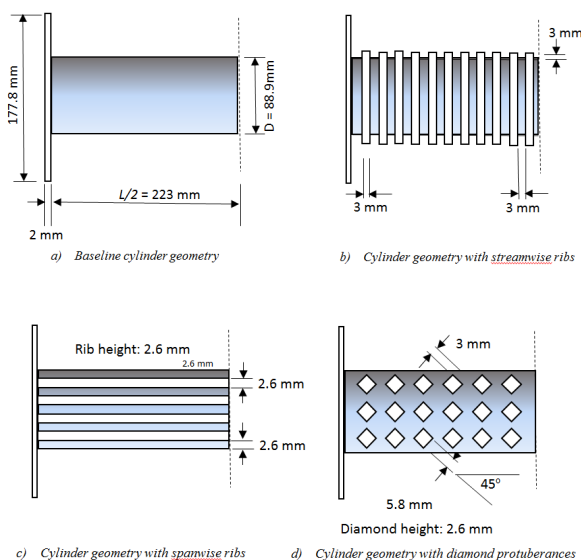 177.8 mm
D = 88.9mm
L/2 = 223 mm
2 mm
a) Baseline cylinder geometry
3 mm
3 mm
3 mm
b) Cylinder geometry with streamwise ribs
Rib height: 2.6 mm
2.6 mm
2.6 mm
2.6 mm
c) Cylinder geometry with spanwise ribs
3 mm
45°
5.8 mm
Diamond height: 2.6 mm
d) Cylinder geometry with diamond protuberances